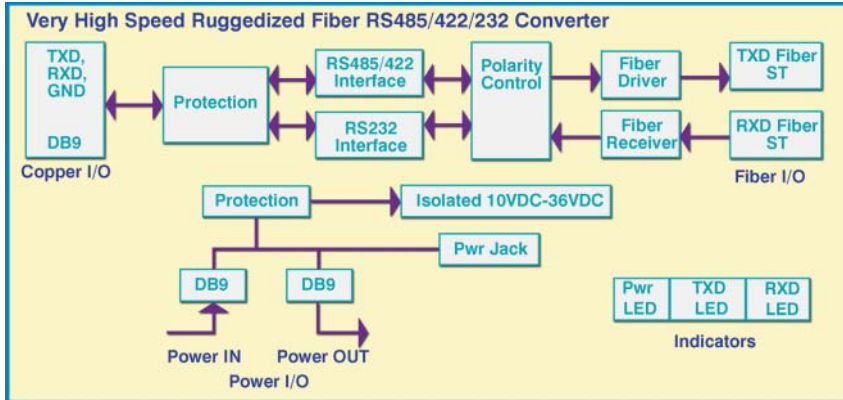 Very High Speed Ruggedized Fiber RS485/422/232 Converter
TXD,
RXD,
GND
DB9
Copper I/O
Protection
RS485/422
Interface
RS232
Interface
Polarity
Control
Fiber
Driver
Fiber
Receiver
TXD Fiber
ST
RXD Fiber
ST
Fiber I/O
Protection
Isolated 10VDC-36VDC
Pwr Jack
DB9
DB9
Power IN
Power OUT
Power I/O
Pwr
LED
TXD
LED
RXD
LED
Indicators